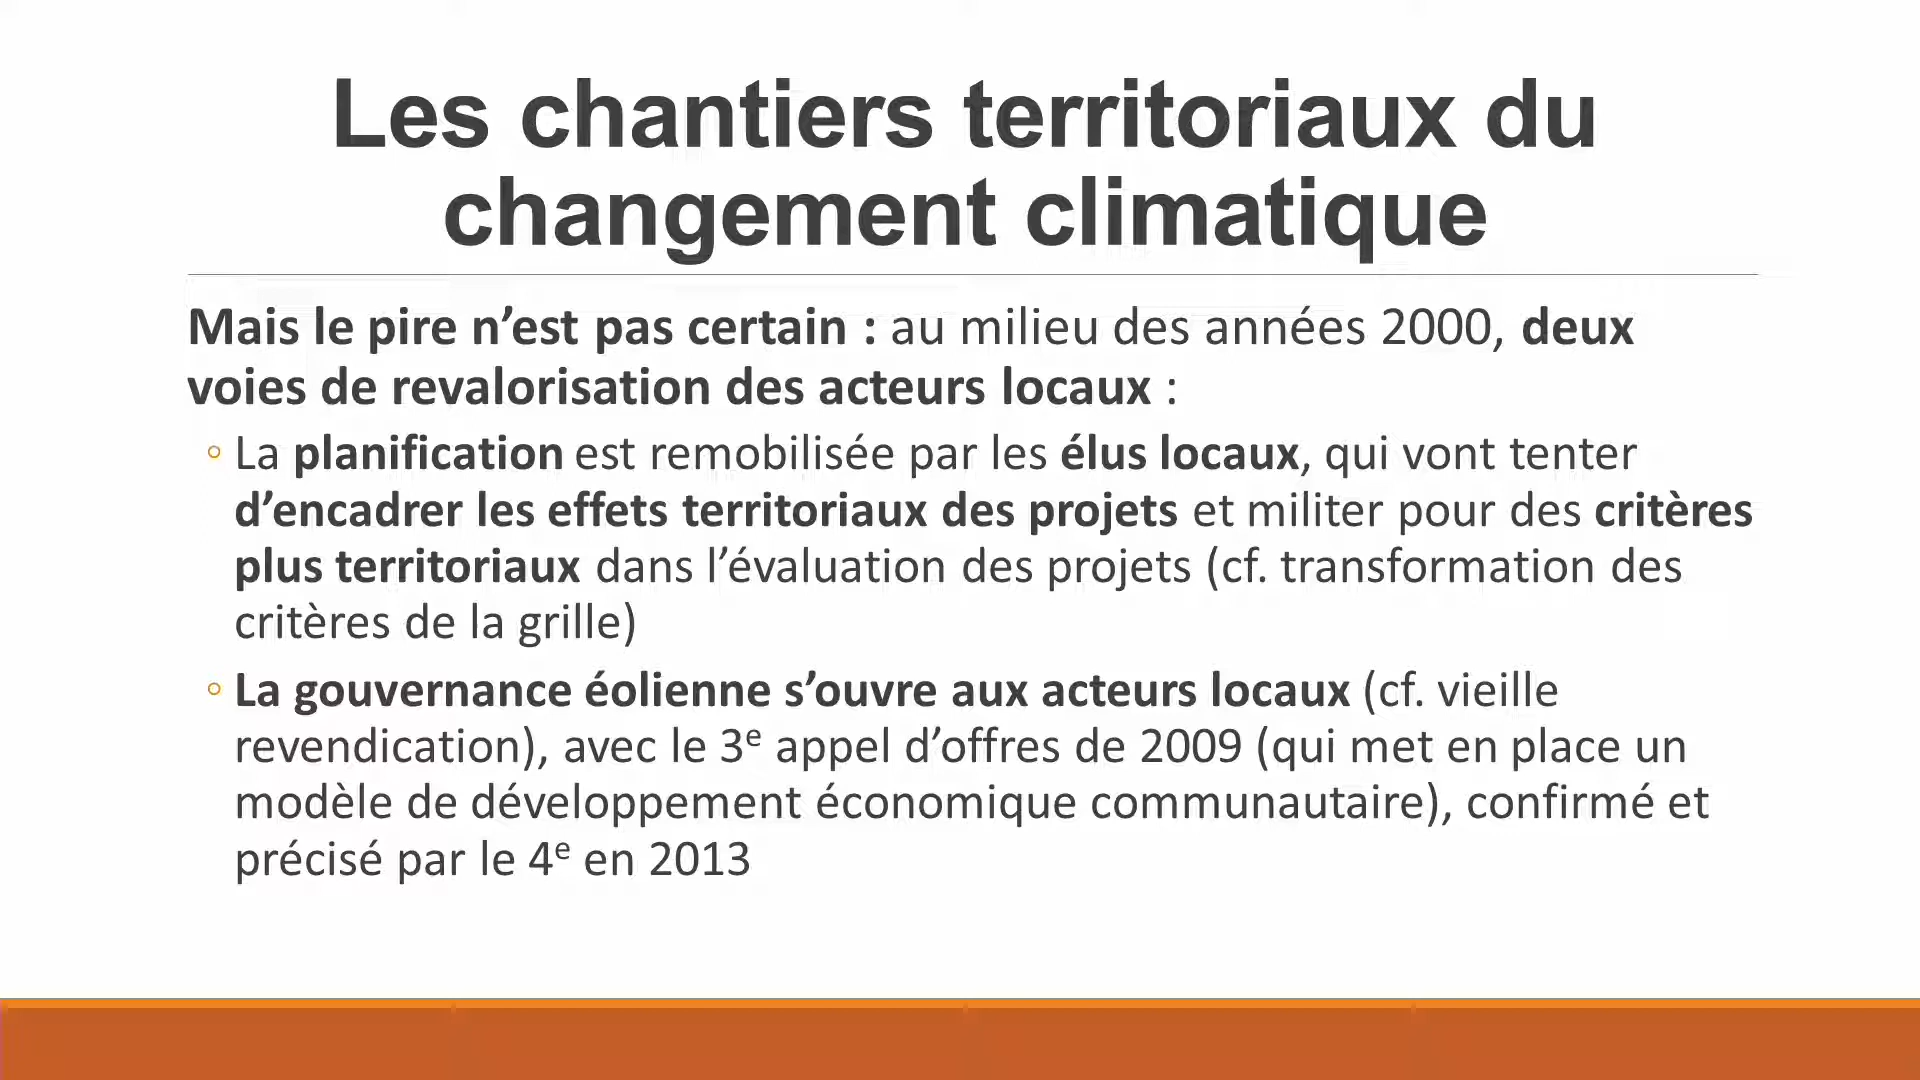 Les chantiers territoriaux du
changement climatique
Mais le pire n’est pas certain : au milieu des années 2000, deux
voies de revalorisation des acteurs locaux :
◦ La planification est remobilisée par les élus locaux, qui vont tenter
d’encadrer les effets territoriaux des projets et militer pour des critères
plus territoriaux dans l’évaluation des projets (cf. transformation des
critères de la grille)
◦ La gouvernance éolienne s’ouvre aux acteurs locaux (cf. vieille
revendication), avec le 3e appel d’offres de 2009 (qui met en place un
modèle de développement économique communautaire), confirmé et
précisé par le 4e en 2013